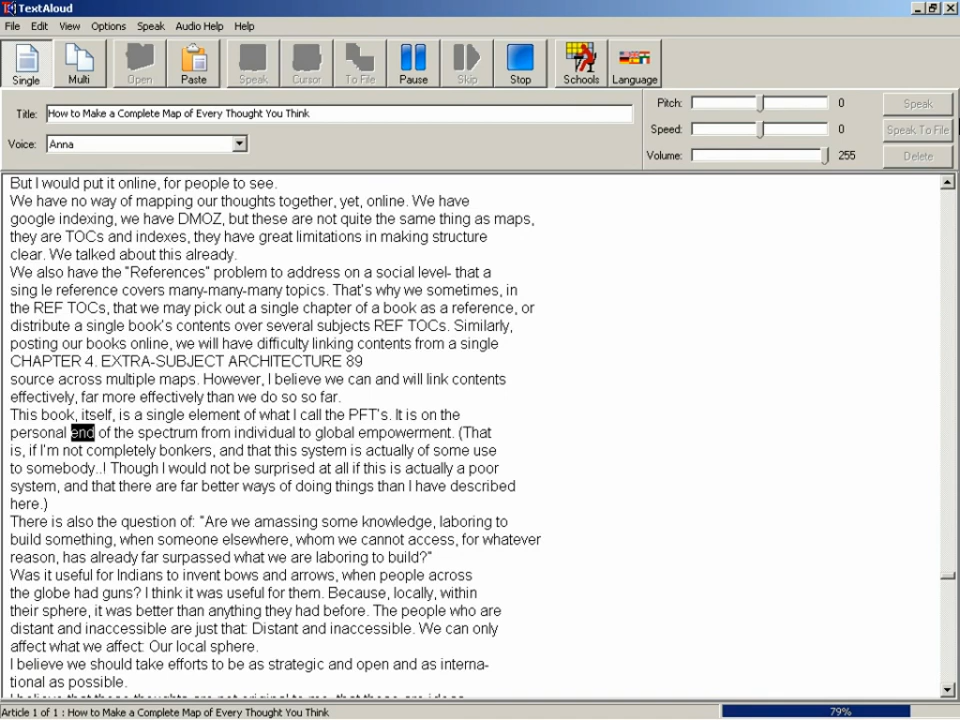 TextAloud
File Edit View Options Speak Audio Help Help
Single Multi Open Paste Speak Cursor To File Pause Skip Stop Schools Language
Title: How to Make a Complete Map of Every Thought You Think
Voice: Anna
Pitch: 0 Speak
Speed: 0 Speak To File
Volume: 255 Delete
But I would put it online, for people to see.
We have no way of mapping our thoughts together, yet, online. We have
google indexing, we have DMOZ, but these are not quite the same thing as maps,
they are TOCs and indexes, they have great limitations in making structure
clear. We talked about this already.
We also have the "References" problem to address on a social level- that a
sing le reference covers many-many-many topics. That's why we sometimes, in
the REF TOCs, that we may pick out a single chapter of a book as a reference, or
distribute a single book's contents over several subjects REF TOCs. Similarly,
posting our books online, we will have difficulty linking contents from a single
CHAPTER 4. EXTRA-SUBJECT ARCHITECTURE 89
source across multiple maps. However, I believe we can and will link contents
effectively, far more effectively than we do so so far.
This book, itself, is a single element of what I call the PFT's. It is on the
personal end of the spectrum from individual to global empowerment. (That
is, if I'm not completely bonkers, and that this system is actually of some use
to somebody..! Though I would not be surprised at all if this is actually a poor
system, and that there are far better ways of doing things than I have described
here.)
There is also the question of: "Are we amassing some knowledge, laboring to
build something, when someone elsewhere, whom we cannot access, for whatever
reason, has already far surpassed what we are laboring to build?"
Was it useful for Indians to invent bows and arrows, when people across
the globe had guns? I think it was useful for them. Because, locally, within
their sphere, it was better than anything they had before. The people who are
distant and inaccessible are just that: Distant and inaccessible. We can only
affect what we affect: Our local sphere.
I believe we should take efforts to be as strategic and open and as interna-
tional as possible.
I believe that these thoughts are not original to me, that these are ideas
Article 1 of 1 : How to Make a Complete Map of Every Thought You Think 79%